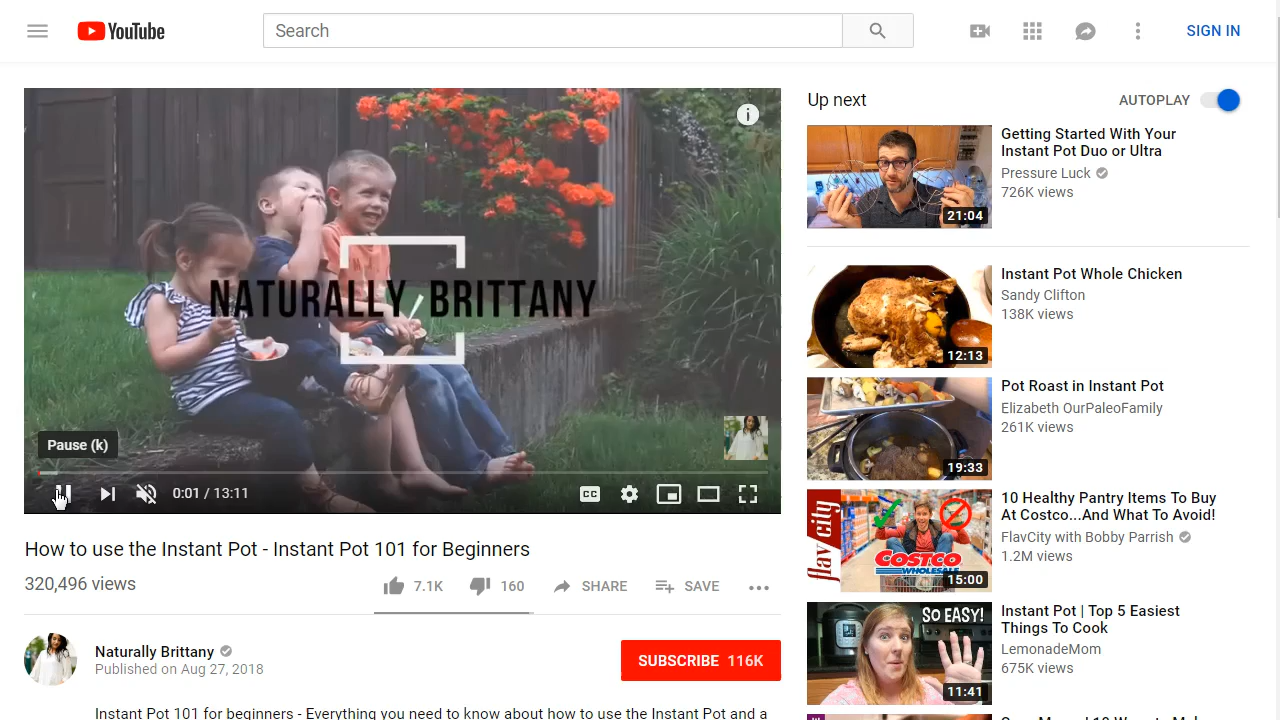 YouTube
Search
SIGN IN
NATURALLY BRITTANY
Pause (k)
0:01 / 13:11
CC
How to use the Instant Pot - Instant Pot 101 for Beginners
320,496 views
7.1K
160
SHARE
SAVE
Naturally Brittany
Published on Aug 27, 2018
SUBSCRIBE 116K
Instant Pot 101 for beginners - Everything you need to know about how to use the Instant Pot and a
Up next
AUTOPLAY
21:04
Getting Started With Your
Instant Pot Duo or Ultra
Pressure Luck
726K views
12:13
Instant Pot Whole Chicken
Sandy Clifton
138K views
19:33
Pot Roast in Instant Pot
Elizabeth OurPaleoFamily
261K views
flav city
COSTCO
WHOLESALE
15:00
10 Healthy Pantry Items To Buy
At Costco...And What To Avoid!
FlavCity with Bobby Parrish
1.2M views
SO EASY!
11:41
Instant Pot | Top 5 Easiest
Things To Cook
LemonadeMom
675K views